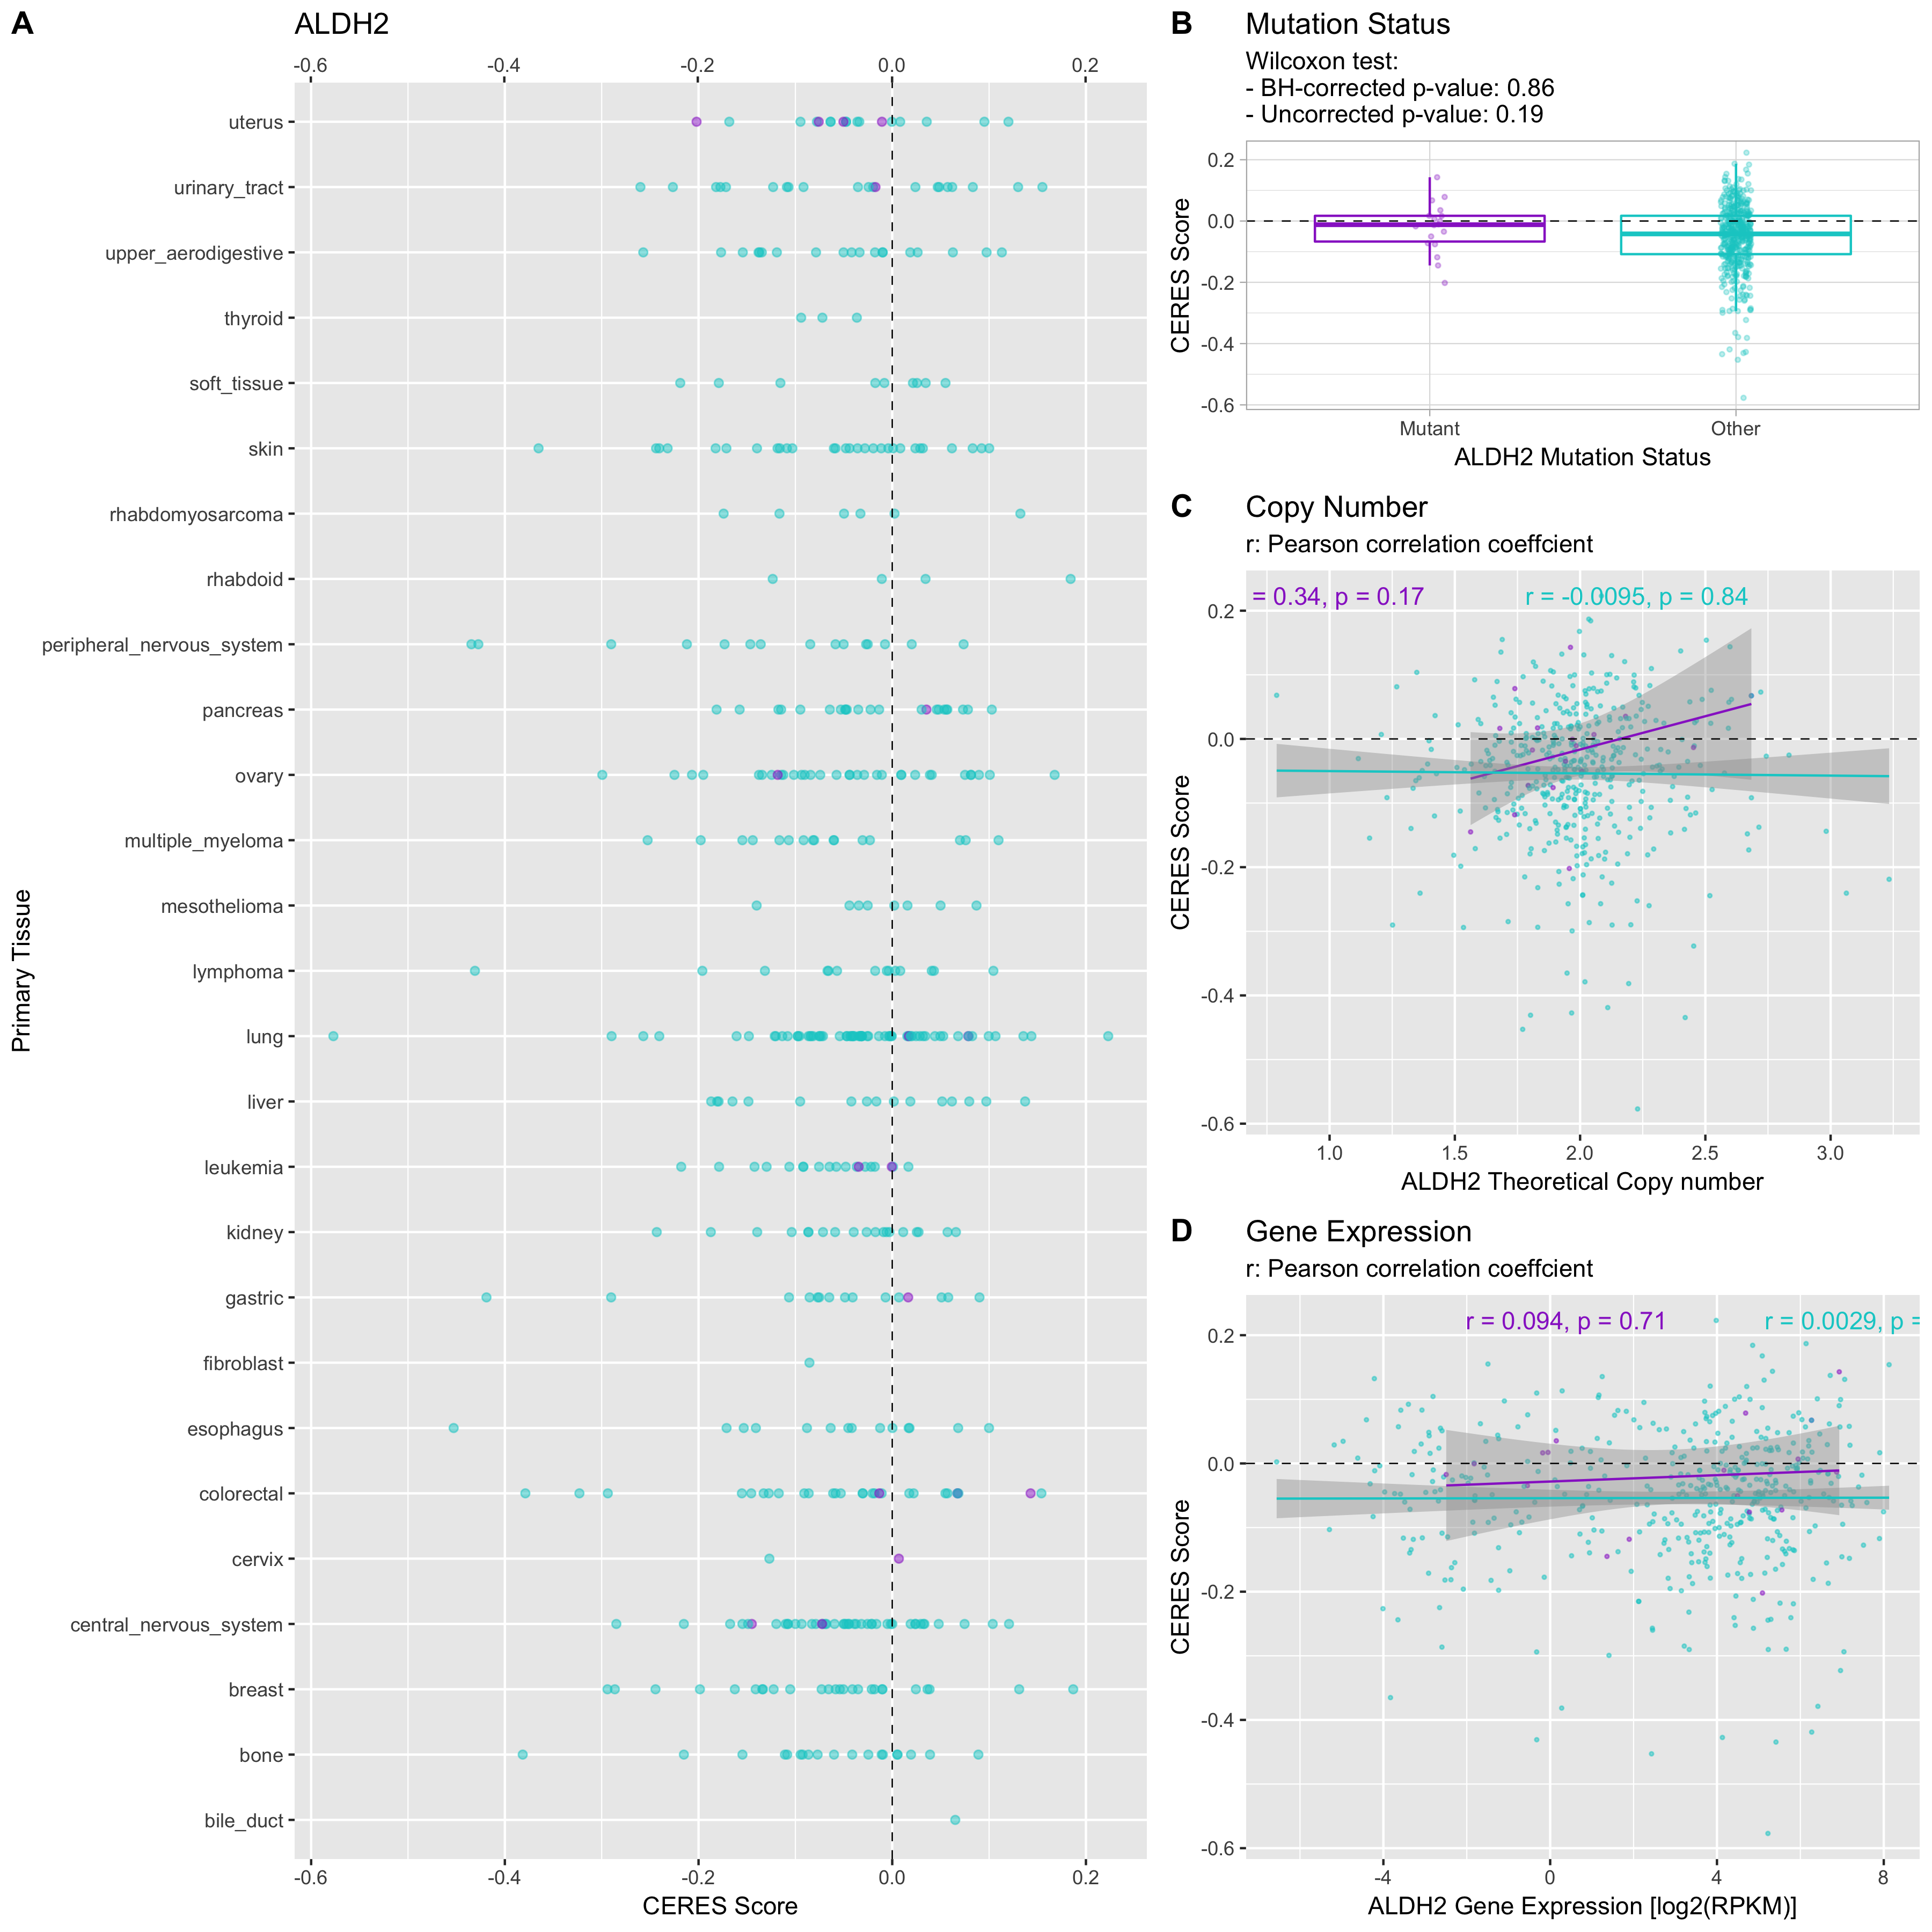 A
ALDH2
-0.6
-0.4
-0.2
0.0
0.2
Primary Tissue
uterus
urinary_tract
upper_aerodigestive
thyroid
soft_tissue
skin
rhabdomyosarcoma
rhabdoid
peripheral_nervous_system
pancreas
ovary
multiple_myeloma
mesothelioma
lymphoma
lung
liver
leukemia
kidney
gastric
fibroblast
esophagus
colorectal
cervix
central_nervous_system
breast
bone
bile_duct
-0.6
-0.4
-0.2
0.0
0.2
CERES Score
B
Mutation Status
Wilcoxon test:
- BH-corrected p-value: 0.86
- Uncorrected p-value: 0.19
CERES Score
0.2
0.0
-0.2
-0.4
-0.6
Mutant
Other
ALDH2 Mutation Status
C
Copy Number
r: Pearson correlation coeffcient
= 0.34, p = 0.17
r = -0.0095, p = 0.84
CERES Score
0.2
0.0
-0.2
-0.4
-0.6
1.0
1.5
2.0
2.5
3.0
ALDH2 Theoretical Copy number
D
Gene Expression
r: Pearson correlation coeffcient
r = 0.094, p = 0.71
r = 0.0029, p =
CERES Score
0.2
0.0
-0.2
-0.4
-0.6
-4
0
4
8
ALDH2 Gene Expression [log2(RPKM)]